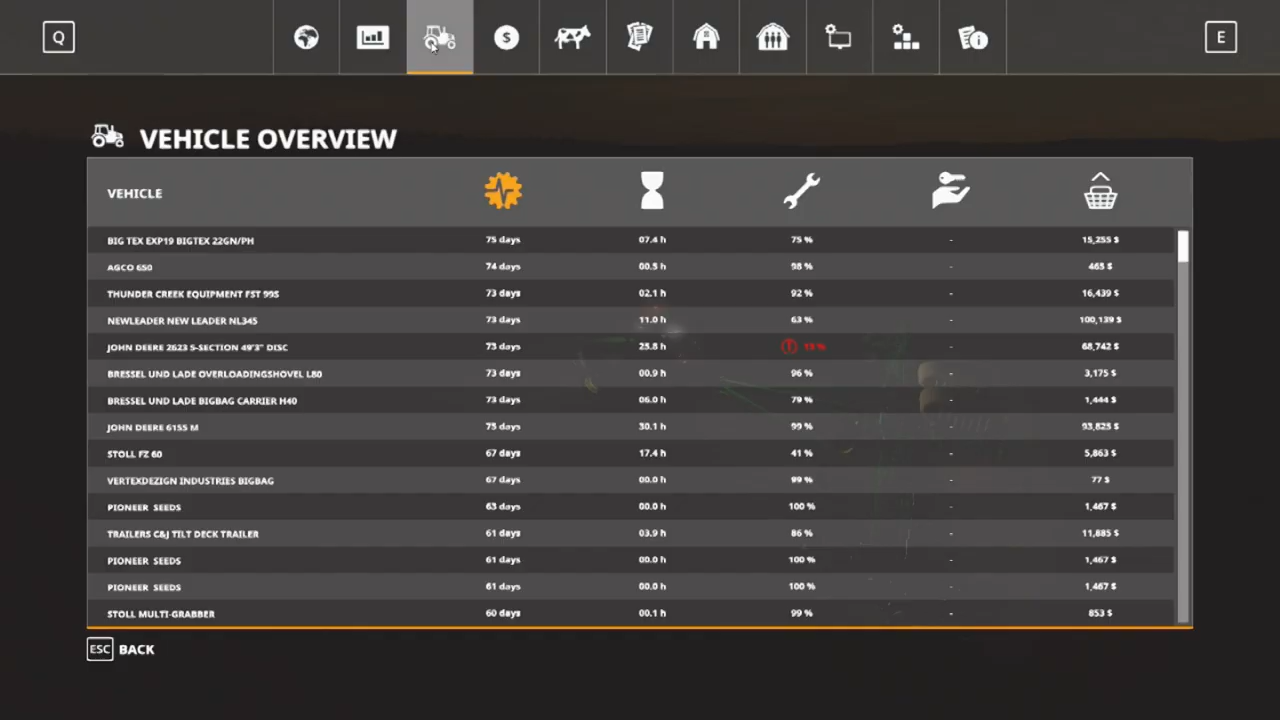 Q
E
VEHICLE OVERVIEW
VEHICLE
BIG TEX EXP19 BIGTEX 22GN/PH 75 days 07.4 h 75 % - 15,255 $
AGCO 650 74 days 00.5 h 98 % - 465 $
THUNDER CREEK EQUIPMENT FST 995 73 days 02.1 h 92 % - 16,439 $
NEWLEADER NEW LEADER NL345 73 days 11.0 h 63 % - 100,139 $
JOHN DEERE 2623 5-SECTION 49'3" DISC 73 days 25.8 h - 68,742 $
BRESSEL UND LADE OVERLOADINGSHOVEL L80 73 days 00.9 h 96 % - 3,175 $
BRESSEL UND LADE BIGBAG CARRIER H40 73 days 06.0 h 79 % - 1,444 $
JOHN DEERE 6155 M 75 days 30.1 h 99 % - 93,825 $
STOLL FZ 60 67 days 17.4 h 41 % - 5,863 $
VERTEXDEZIGN INDUSTRIES BIGBAG 67 days 00.0 h 99 % - 77 $
PIONEER SEEDS 63 days 00.0 h 100 % - 1,467 $
TRAILERS C&J TILT DECK TRAILER 61 days 03.9 h 86 % - 11,885 $
PIONEER SEEDS 61 days 00.0 h 100 % - 1,467 $
PIONEER SEEDS 61 days 00.0 h 100 % - 1,467 $
STOLL MULTI-GRABBER 60 days 00.1 h 99 % - 853 $
ESC BACK